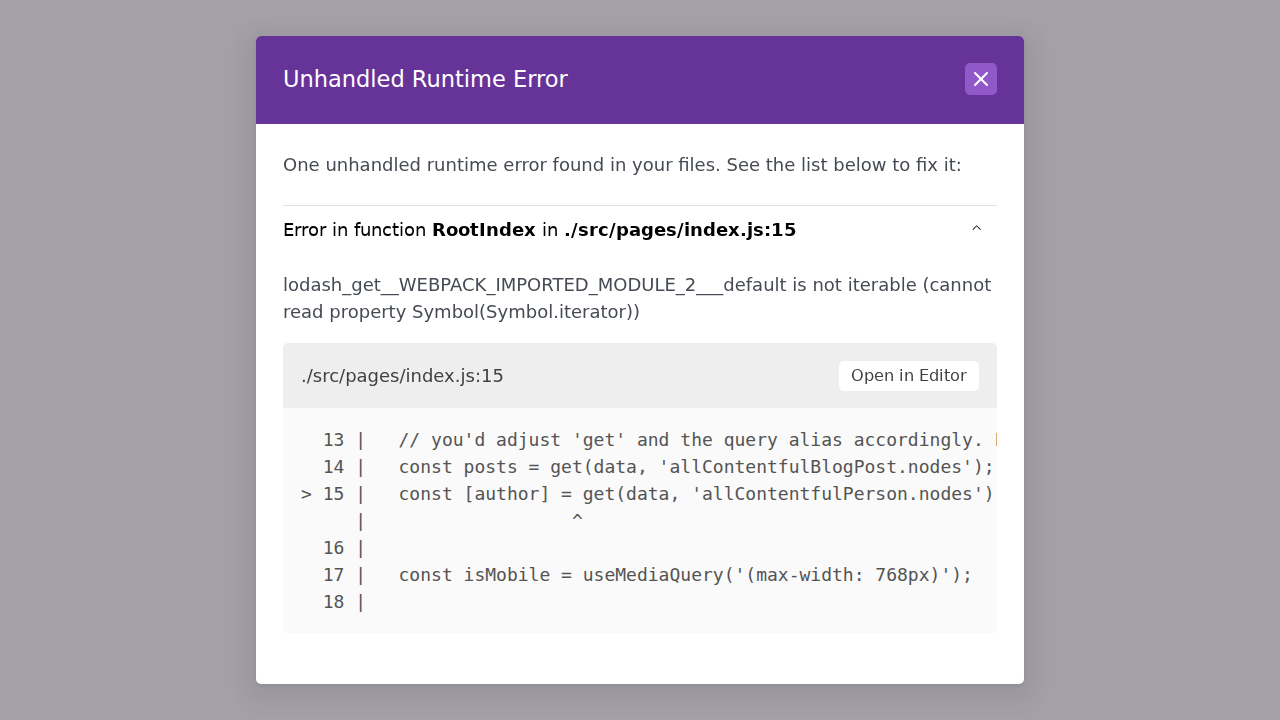 Unhandled Runtime Error
One unhandled runtime error found in your files. See the list below to fix it:
Error in function RootIndex in ./src/pages/index.js:15
lodash_get__WEBPACK_IMPORTED_MODULE_2___default is not iterable (cannot
read property Symbol(Symbol.iterator))
./src/pages/index.js:15
Open in Editor
13 |   // you'd adjust 'get' and the query alias accordingly.
14 |   const posts = get(data, 'allContentfulBlogPost.nodes');
> 15 |   const [author] = get(data, 'allContentfulPerson.nodes')
|                   ^
16 |
17 |   const isMobile = useMediaQuery('(max-width: 768px)');
18 |